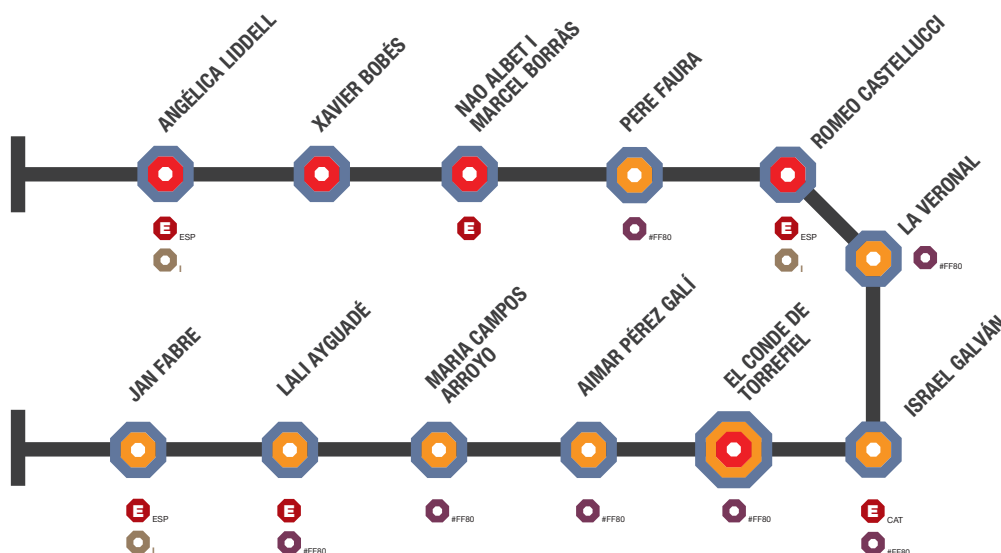 ANGÉLICA LIDDELL
XAVIER BOBÉS
NAO ALBET I
MARCEL BORRÀS
PERE FAURA
ROMEO CASTELLUCCI
E ESP
I
E
#FF80
E ESP
I
LA VERONAL
#FF80
JAN FABRE
LALI AYGUADÉ
MARIA CAMPOS
ARROYO
AIMAR PÉREZ GALÍ
EL CONDE DE
TORREFIEL
ISRAEL GALVÁN
E ESP
I
E
#FF80
#FF80
#FF80
#FF80
E CAT
#FF80